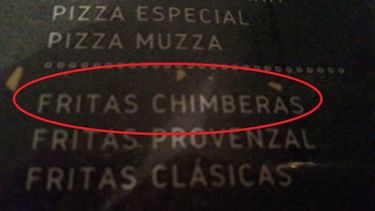 PIZZA ESPECIAL
PIZZA MUZZA
FRITAS CHIMBERAS
FRITAS PROVENZAL
FRITAS CLÁSICAS